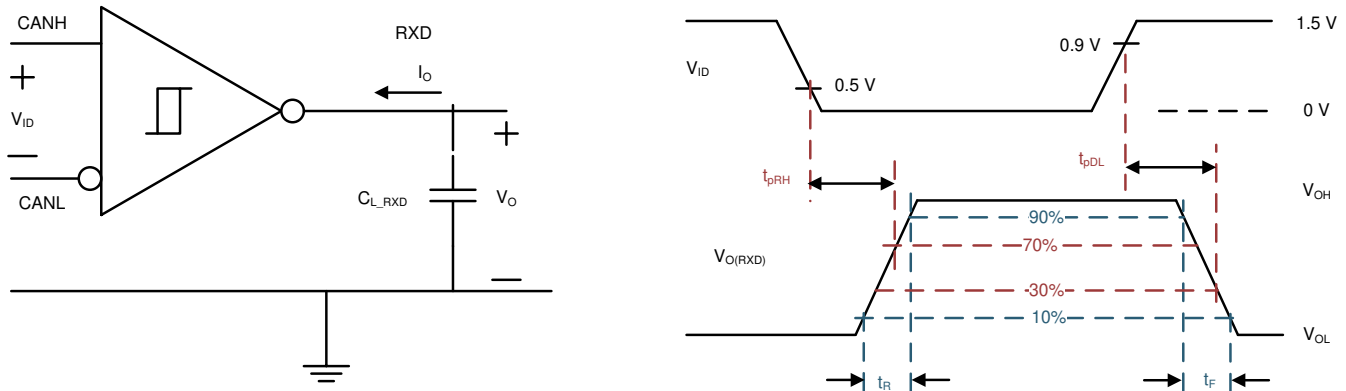 CANH
RXD
I_O
V_ID
CANL
C_L_RXD
V_O
V_ID
0.5 V
0.9 V
1.5 V
0 V
t_pRH
t_pDL
V_OH
90%
70%
V_O(RXD)
30%
10%
V_OL
t_R
t_F